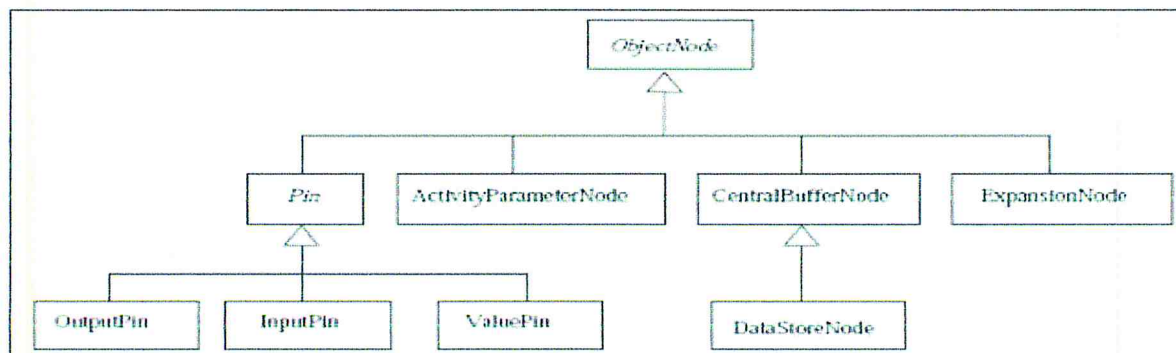 ObjectNode
Pin
ActivityParameterNode
CentralBufferNode
ExpansionNode
OutputPin
InputPin
ValuePin
DataStoreNode